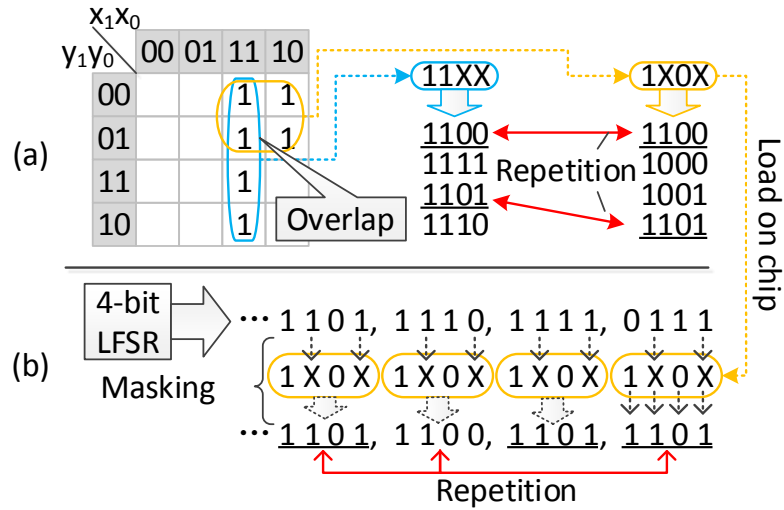 x₁x₀
y₁y₀
00 01 11 10
00 1 1
01 1 1
11 1
10 1
Overlap
(a)
11XX
1100
1111
1101
1110
Repetition
1X0X
1100
1000
1001
1101
Load on chip
(b)
4-bit
LFSR
··· 1 1 0 1, 1 1 1 0, 1 1 1 1, 0 1 1 1
Masking
1 X 0 X 1 X 0 X 1 X 0 X 1 X 0 X
··· 1 1 0 1, 1 1 0 0, 1 1 0 1, 1 1 0 1
Repetition